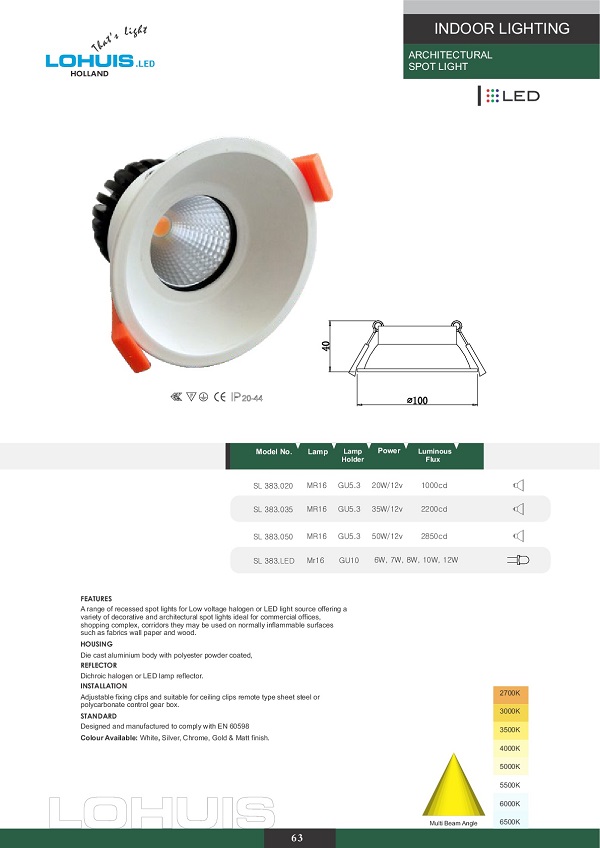 That's light
LOHUIS.LED
HOLLAND
INDOOR LIGHTING
ARCHITECTURAL
SPOT LIGHT
LED
40
⌀100
CE IP20-44
Model No. Lamp Lamp Holder Power Luminous Flux
SL 383.020 MR16 GU5.3 20W/12v 1000cd
SL 383.035 MR16 GU5.3 35W/12v 2200cd
SL 383.050 MR16 GU5.3 50W/12v 2850cd
SL 383.LED Mr16 GU10 6W, 7W, 8W, 10W, 12W
FEATURES
A range of recessed spot lights for Low voltage halogen or LED light source offering a
variety of decorative and architectural spot lights ideal for commercial offices,
shopping complex, corridors they may be used on normally inflammable surfaces
such as fabrics wall paper and wood.
HOUSING
Die cast aluminium body with polyester powder coated,
REFLECTOR
Dichroic halogen or LED lamp reflector.
INSTALLATION
Adjustable fixing clips and suitable for ceiling clips remote type sheet steel or
polycarbonate control gear box.
STANDARD
Designed and manufactured to comply with EN 60598
Colour Available: White, Silver, Chrome, Gold & Matt finish.
2700K
3000K
3500K
4000K
5000K
5500K
6000K
6500K
Multi Beam Angle
LOHUIS
63